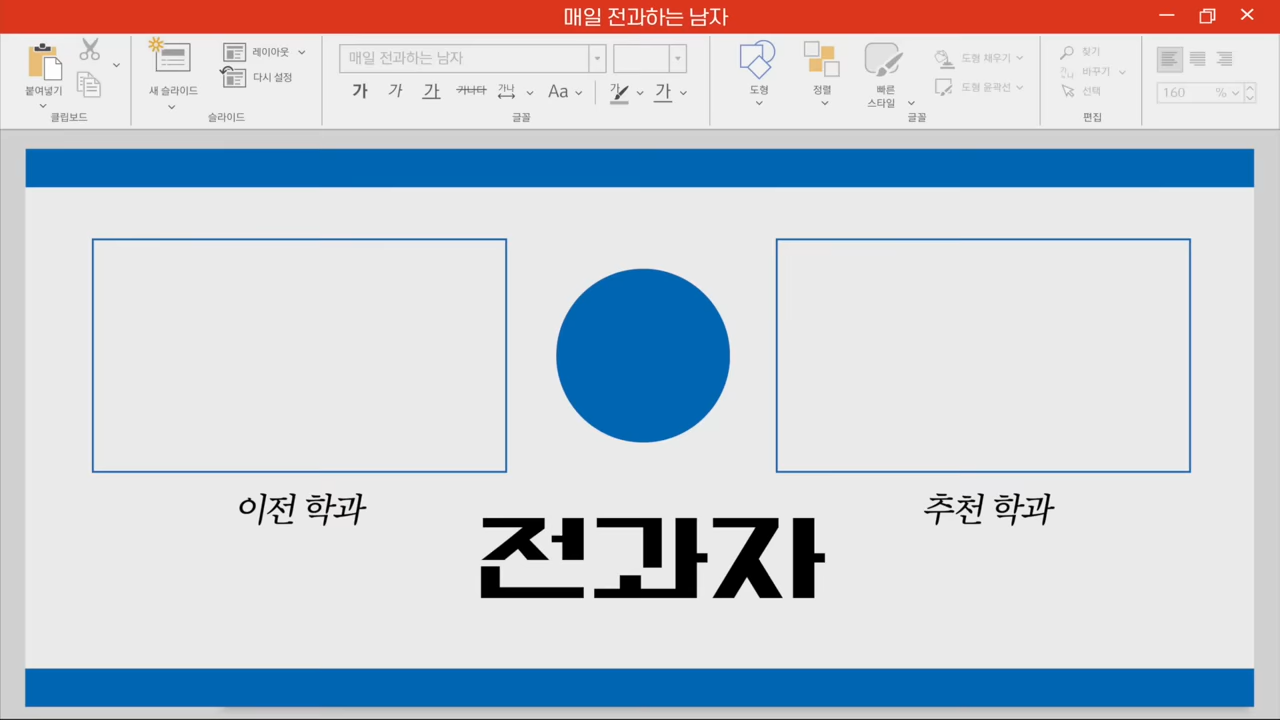 매일 전과하는 남자
붙여넣기
클립보드
새 슬라이드
레이아웃
다시 설정
슬라이드
매일 전과하는 남자
가 가 가 가나다 간나 Aa 가 가
글꼴
도형
정렬
빠른
스타일
도형 채우기
도형 윤곽선
글꼴
찾기
바꾸기
선택
편집
160 %
이전 학과
추천 학과
전과자